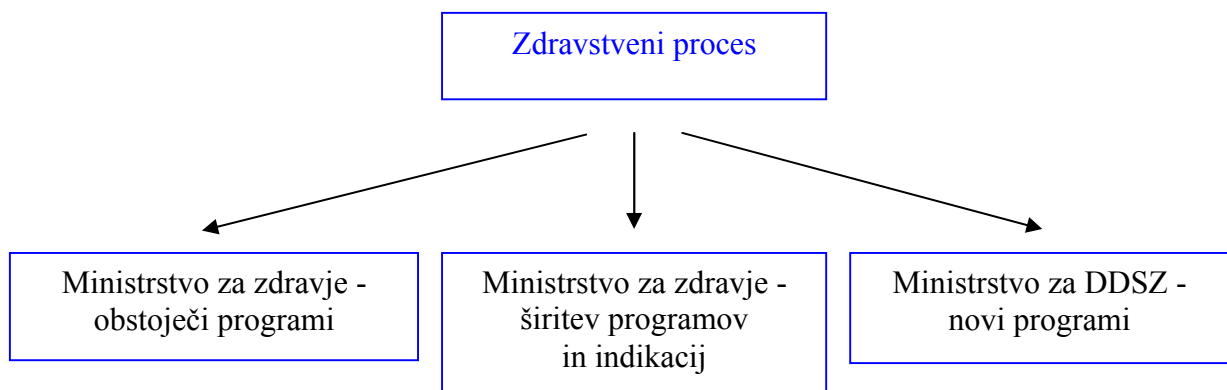 Zdravstveni proces
Ministrstvo za zdravje -
obstoječi programi
Ministrstvo za zdravje -
širitev programov
in indikacij
Ministrstvo za DDSZ -
novi programi